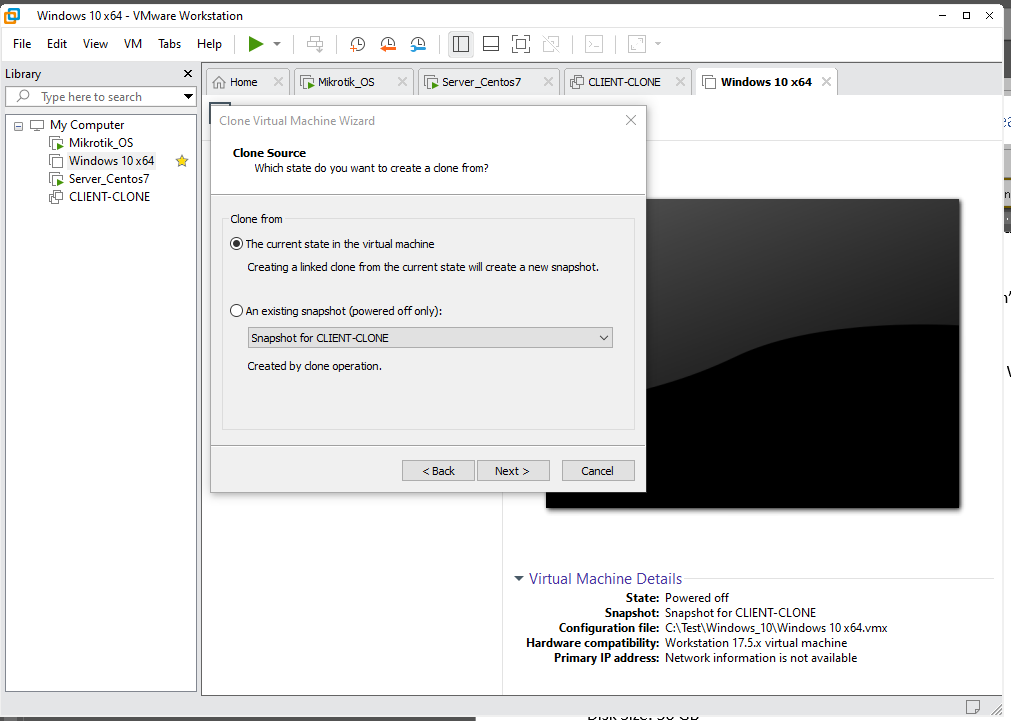 Windows 10 x64 - VMware Workstation
File Edit View VM Tabs Help
Library
Type here to search
My Computer
Mikrotik_OS
Windows 10 x64
Server_Centos7
CLIENT-CLONE
Home
Mikrotik_OS
Server_Centos7
CLIENT-CLONE
Windows 10 x64
Clone Virtual Machine Wizard
Clone Source
Which state do you want to create a clone from?
Clone from
The current state in the virtual machine
Creating a linked clone from the current state will create a new snapshot.
An existing snapshot (powered off only):
Snapshot for CLIENT-CLONE
Created by clone operation.
< Back
Next >
Cancel
Virtual Machine Details
State: Powered off
Snapshot: Snapshot for CLIENT-CLONE
Configuration file: C:\Test\Windows_10\Windows 10 x64.vmx
Hardware compatibility: Workstation 17.5.x virtual machine
Primary IP address: Network information is not available